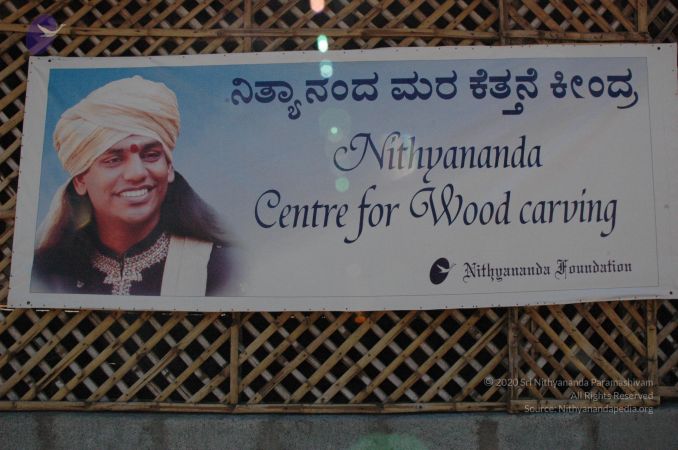 ನಿತ್ಯಾನಂದ ಮರ ಕೆತ್ತನೆ ಕೀಂದ್ರ
Nithyananda
Centre for Wood carving
Nithyananda Foundation
© 2020 Sri Nithyananda Paramashivam
All Rights Reserved
Source: Nithyanandapedia.org